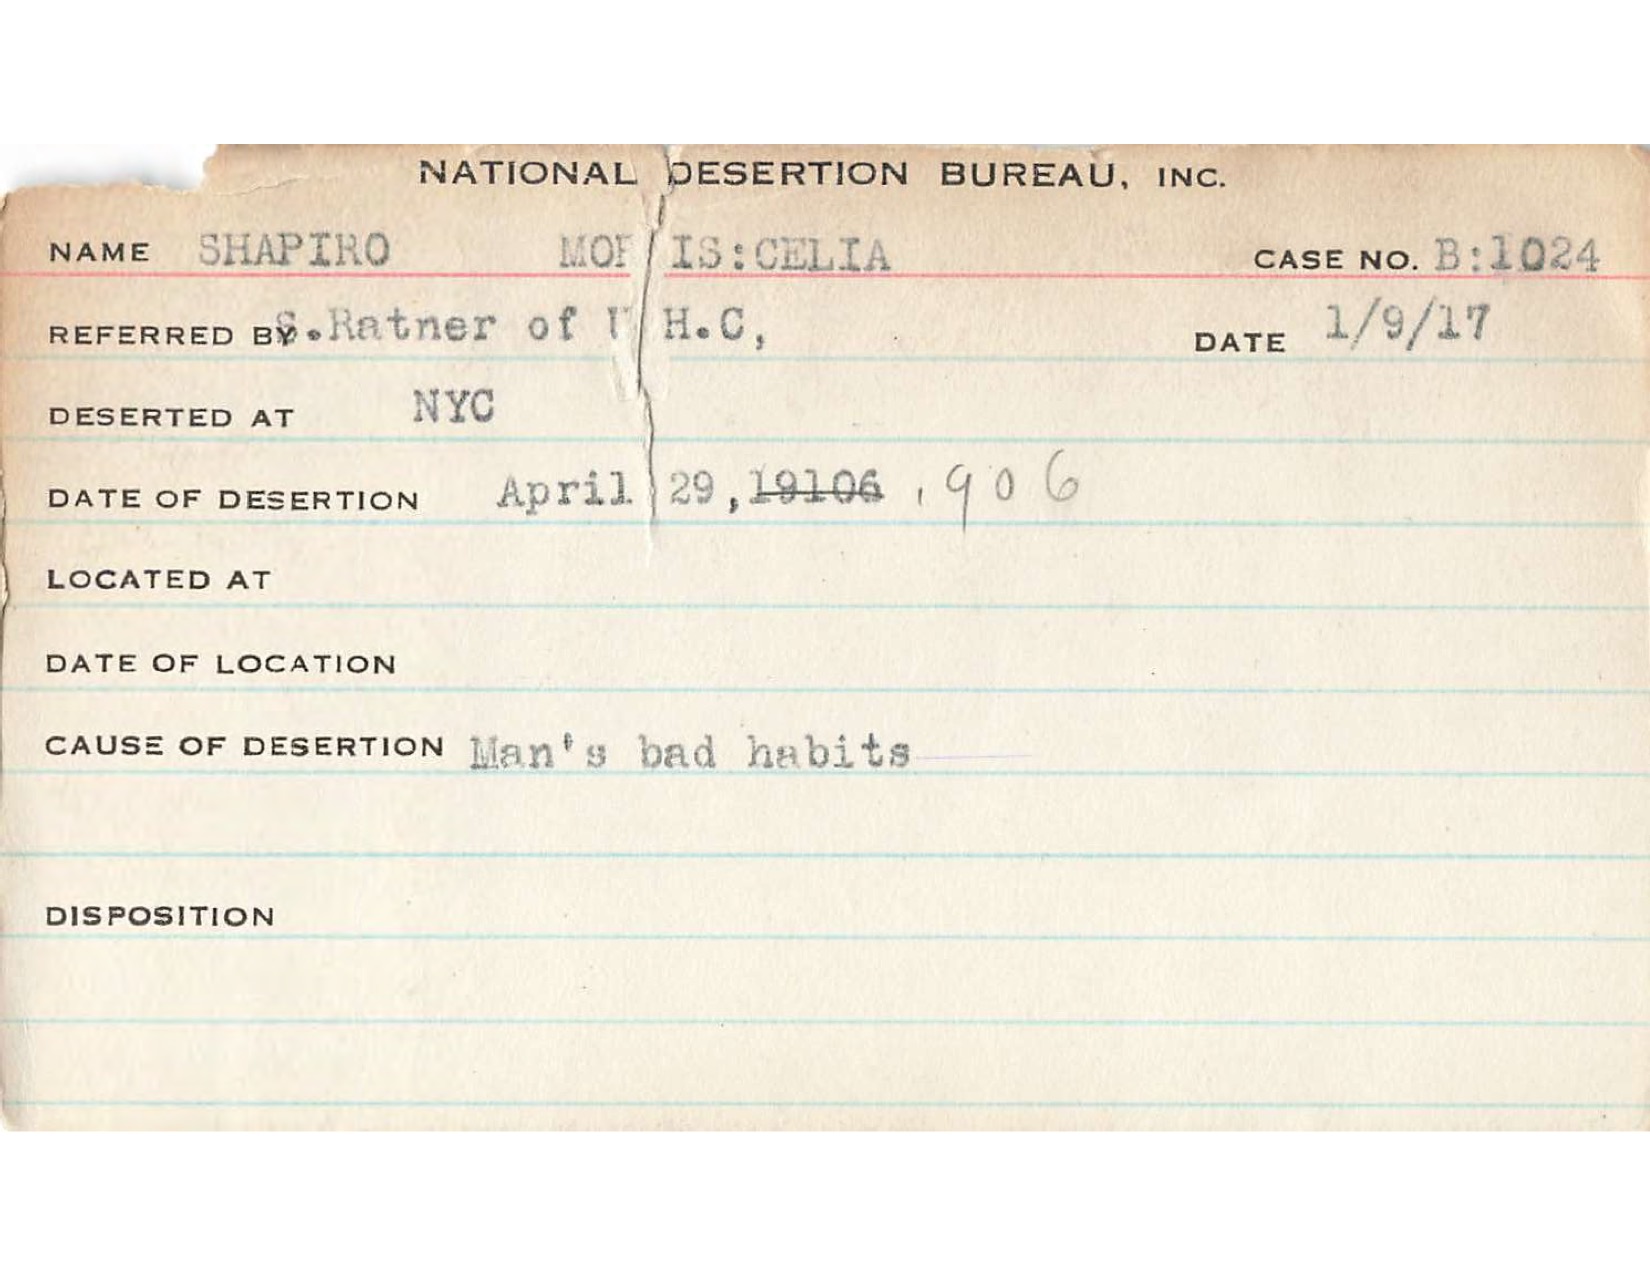 NATIONAL DESERTION BUREAU, INC.
NAME SHAPIRO MORRIS:CELIA CASE NO. B:1024
REFERRED BY S.Ratner of U.H.C, DATE 1/9/17
DESERTED AT NYC
DATE OF DESERTION April 29, 19106 1906
LOCATED AT
DATE OF LOCATION
CAUSE OF DESERTION Man's bad habits
DISPOSITION